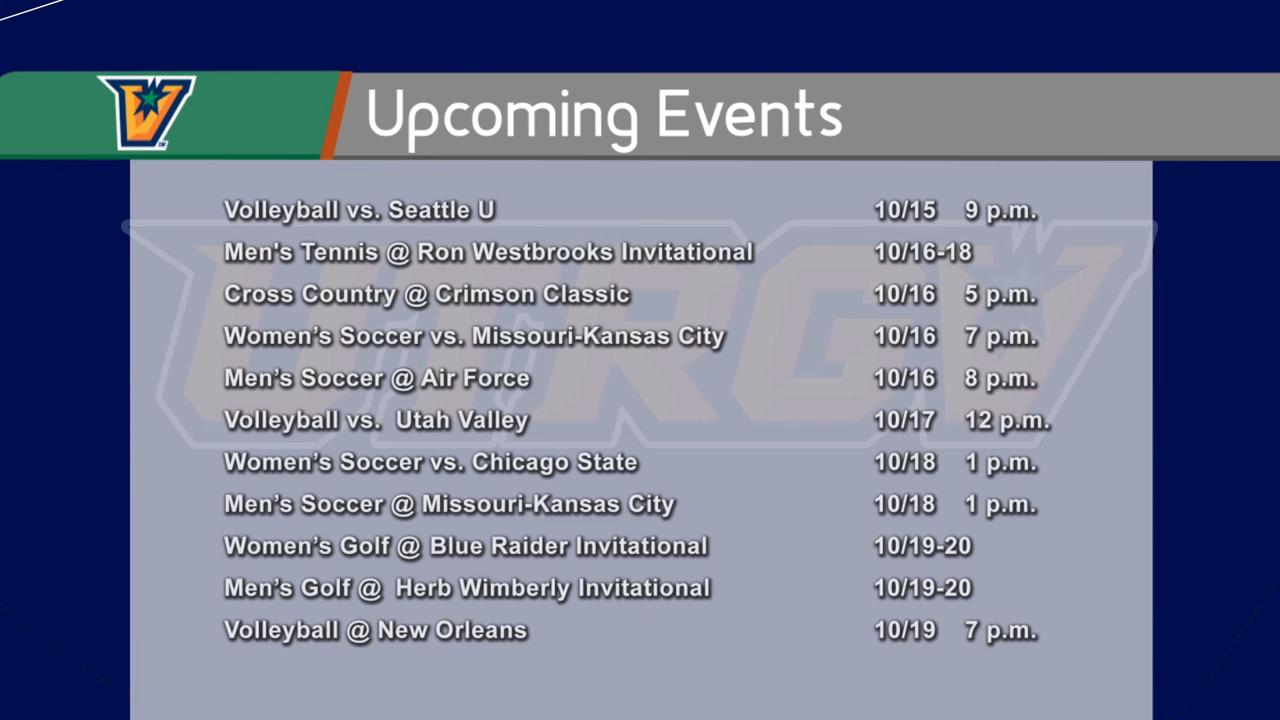 Upcoming Events
Volleyball vs. Seattle U 10/15 9 p.m.
Men's Tennis @ Ron Westbrooks Invitational 10/16-18
Cross Country @ Crimson Classic 10/16 5 p.m.
Women’s Soccer vs. Missouri-Kansas City 10/16 7 p.m.
Men’s Soccer @ Air Force 10/16 8 p.m.
Volleyball vs.  Utah Valley 10/17 12 p.m.
Women’s Soccer vs. Chicago State 10/18 1 p.m.
Men’s Soccer @ Missouri-Kansas City 10/18 1 p.m.
Women’s Golf @ Blue Raider Invitational 10/19-20
Men’s Golf @  Herb Wimberly Invitational 10/19-20
Volleyball @ New Orleans 10/19 7 p.m.
UTRGV